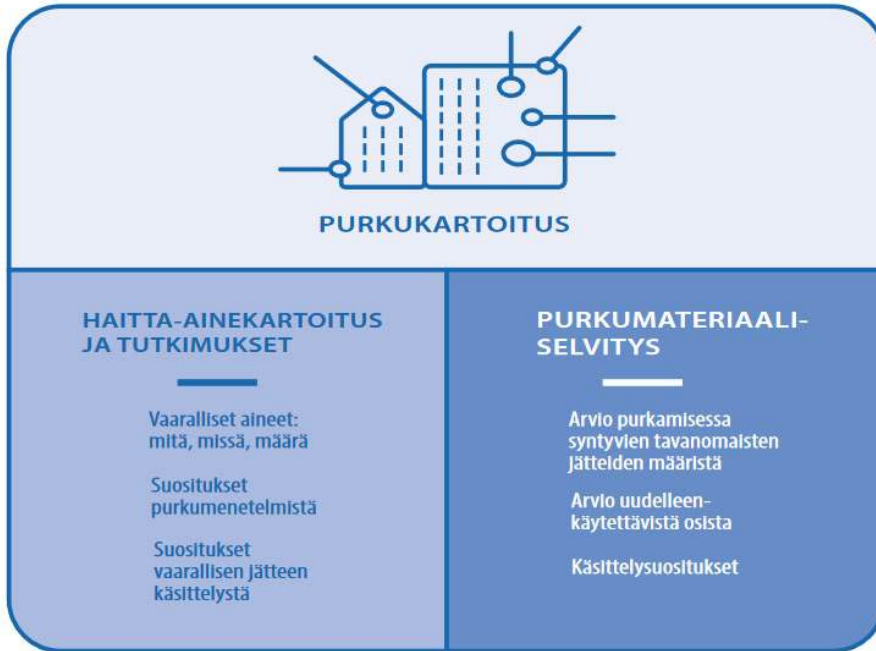 PURKUKARTOITUS
HAITTA-AINEKARTOITUS
JA TUTKIMUKSET
Vaaralliset aineet:
mitä, missä, määrä
Suositukset
purkumenetelmistä
Suositukset
vaarallisen jätteen
käsittelystä
PURKUMATERIAALI-
SELVITYS
Arvio purkamisessa
syntyvien tavanomaisten
jätteiden määristä
Arvio uudelleen-
käytettävistä osista
Käsittelysuositukset